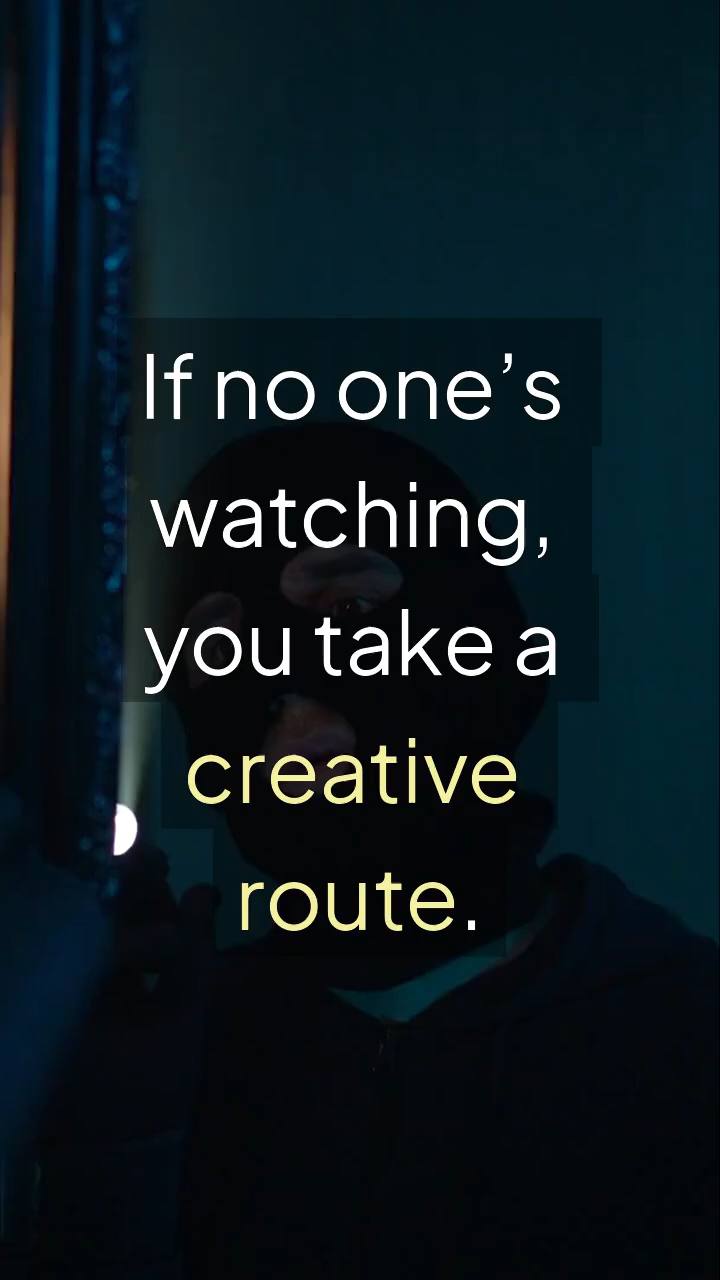 If no one’s
watching,
you take a
creative
route.